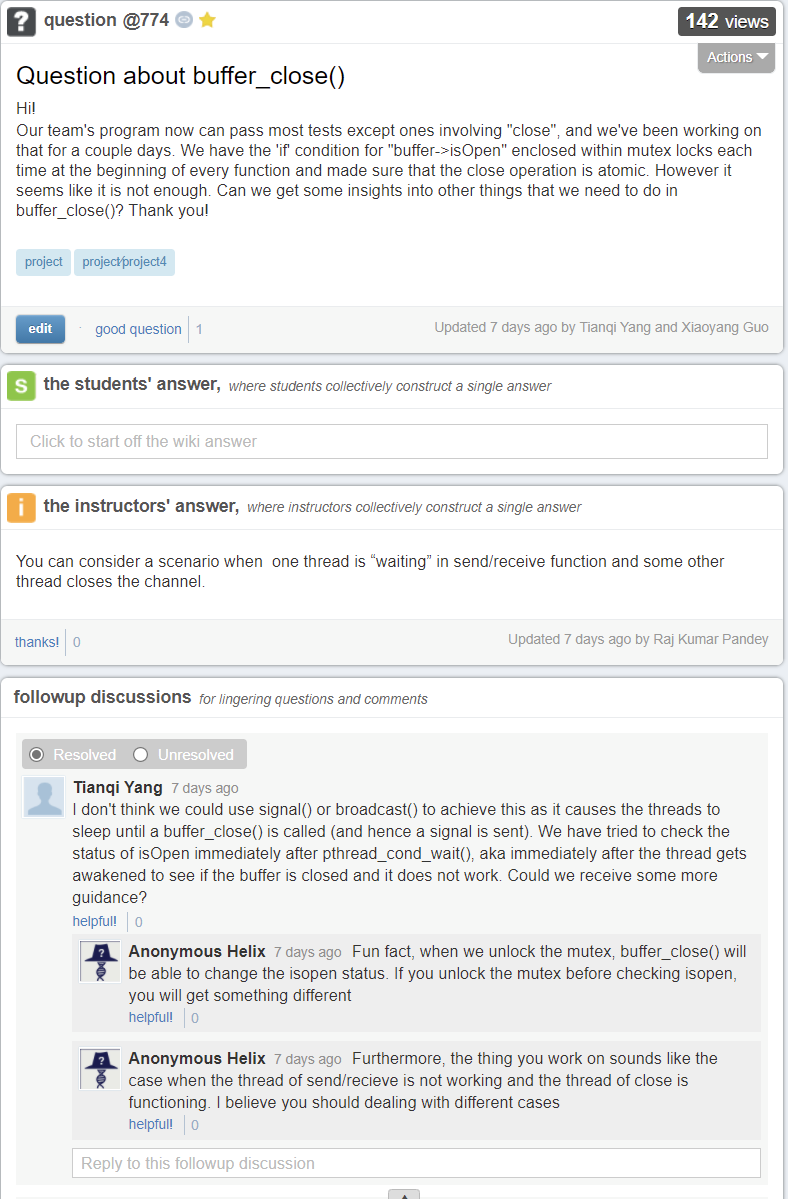 question @774
142 views
Actions
Question about buffer_close()
Hi!
Our team's program now can pass most tests except ones involving "close", and we've been working on
that for a couple days. We have the 'if' condition for "buffer->isOpen" enclosed within mutex locks each
time at the beginning of every function and made sure that the close operation is atomic. However it
seems like it is not enough. Can we get some insights into other things that we need to do in
buffer_close()? Thank you!
project project/project4
edit · good question 1
Updated 7 days ago by Tianqi Yang and Xiaoyang Guo
S the students' answer, where students collectively construct a single answer
Click to start off the wiki answer
i the instructors' answer, where instructors collectively construct a single answer
You can consider a scenario when  one thread is “waiting” in send/receive function and some other
thread closes the channel.
thanks! 0
Updated 7 days ago by Raj Kumar Pandey
followup discussions for lingering questions and comments
Resolved Unresolved
Tianqi Yang 7 days ago
I don't think we could use signal() or broadcast() to achieve this as it causes the threads to
sleep until a buffer_close() is called (and hence a signal is sent). We have tried to check the
status of isOpen immediately after pthread_cond_wait(), aka immediately after the thread gets
awakened to see if the buffer is closed and it does not work. Could we receive some more
guidance?
helpful! 0
Anonymous Helix 7 days ago Fun fact, when we unlock the mutex, buffer_close() will
be able to change the isopen status. If you unlock the mutex before checking isopen,
you will get something different
helpful! 0
Anonymous Helix 7 days ago Furthermore, the thing you work on sounds like the
case when the thread of send/recieve is not working and the thread of close is
functioning. I believe you should dealing with different cases
helpful! 0
Reply to this followup discussion